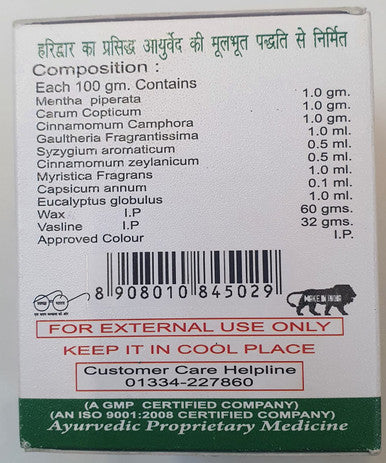 हरिद्वार का प्रसिद्ध आयुर्वेद की मूलभूत पद्धति से निर्मित
Composition :
Each 100 gm. Contains
Mentha piperata 1.0 gm.
Carum Copticum 1.0 gm.
Cinnamomum Camphora 1.0 gm.
Gaultheria Fragrantissima 1.0 ml.
Syzygium aromaticum 0.5 ml.
Cinnamomum zeylanicum 0.5 ml.
Myristica Fragrans 1.0 ml.
Capsicum annum 0.1 ml.
Eucalyptus globulus 1.0 ml.
Wax I.P 60 gms.
Vasline I.P 32 gms.
Approved Colour I.P.
8 908010 845029
MAKE IN INDIA
FOR EXTERNAL USE ONLY
KEEP IT IN COOL PLACE
Customer Care Helpline
01334-227860
(A GMP CERTIFIED COMPANY)
(AN ISO 9001:2008 CERTIFIED COMPANY)
Ayurvedic Proprietary Medicine